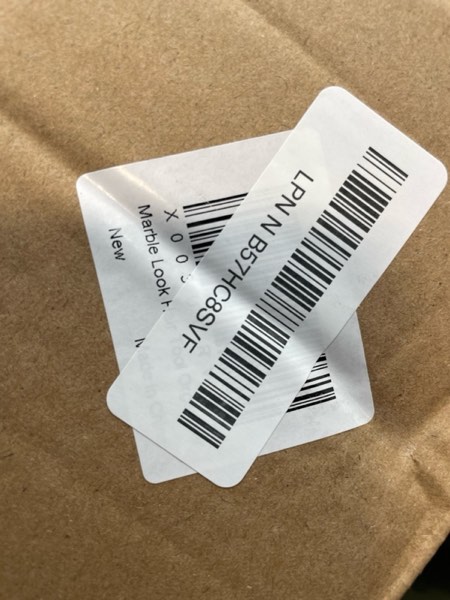 LPN N B57HC8SVF
X 0 0
Marble Look
New